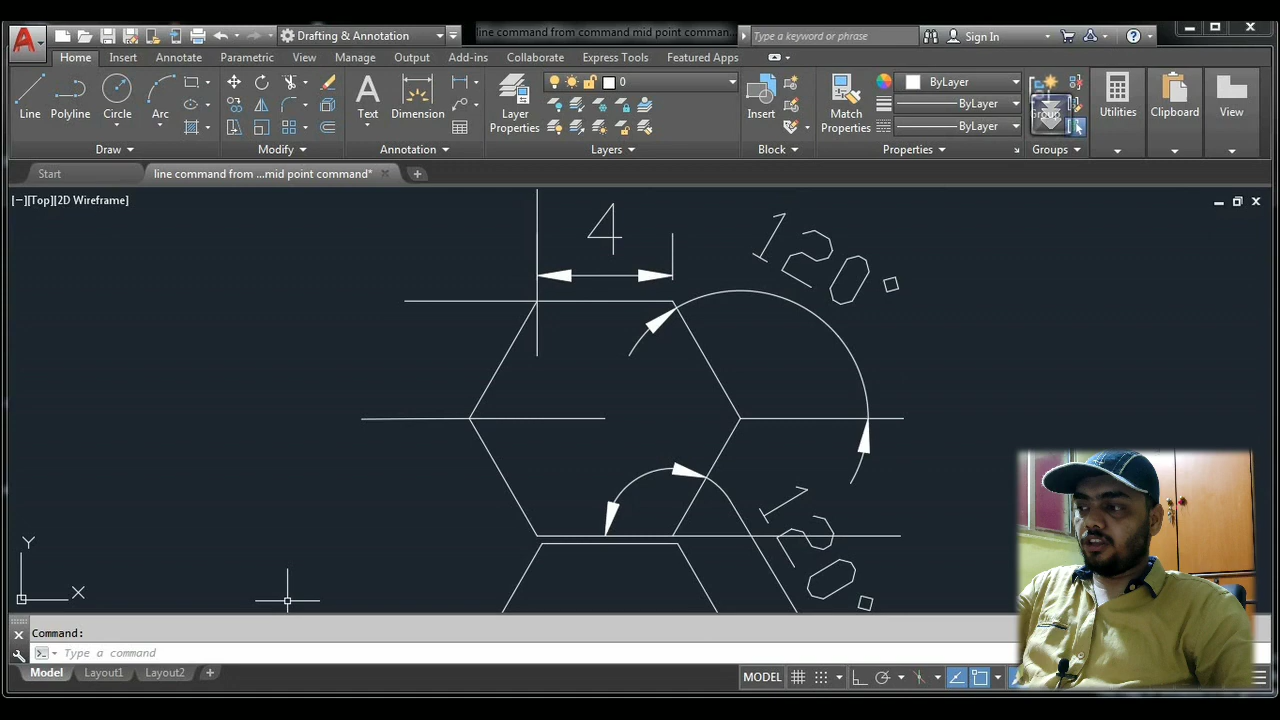 Drafting & Annotation
line command from command mid point comman...
Type a keyword or phrase
Sign In
Home Insert Annotate Parametric View Manage Output Add-ins Collaborate Express Tools Featured Apps
Line Polyline Circle Arc
Text Dimension
Layer Properties
0
Insert
Match Properties
ByLayer
ByLayer
ByLayer
Group
Utilities Clipboard View
Draw Modify Annotation Layers Block Properties Groups
Start line command from ...mid point command*
[−][Top][2D Wireframe]
4
120°
120°
Y
X
Command:
Type a command
Model Layout1 Layout2
MODEL